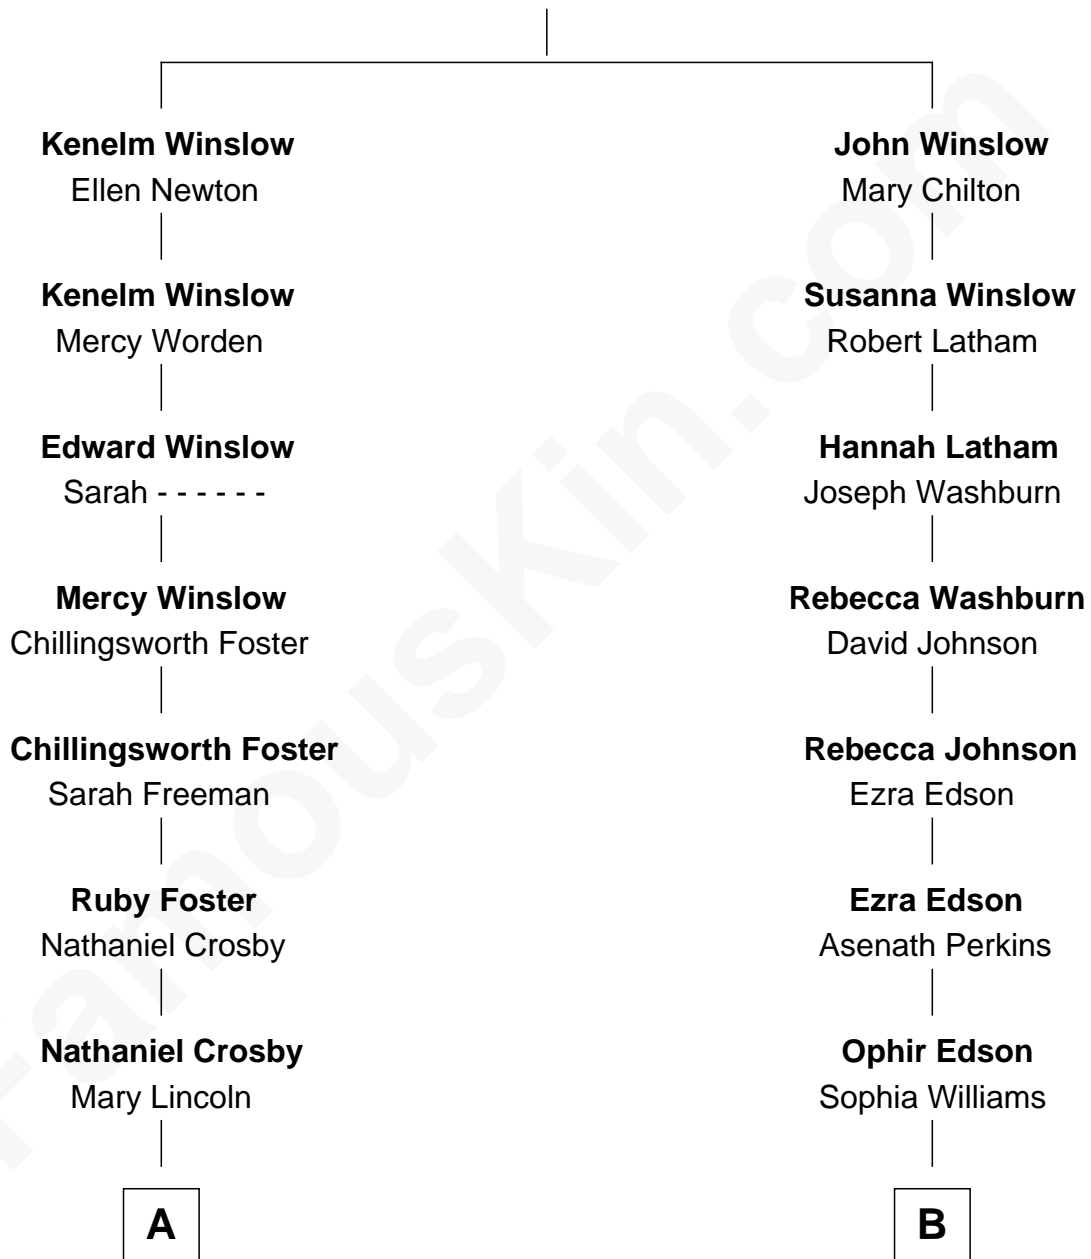 Kenelm Winslow
Ellen Newton
Kenelm Winslow
Mercy Worden
Edward Winslow
Sarah - - - - - -
Mercy Winslow
Chillingsworth Foster
Chillingsworth Foster
Sarah Freeman
Ruby Foster
Nathaniel Crosby
Nathaniel Crosby
Mary Lincoln
A
John Winslow
Mary Chilton
Susanna Winslow
Robert Latham
Hannah Latham
Joseph Washburn
Rebecca Washburn
David Johnson
Rebecca Johnson
Ezra Edson
Ezra Edson
Asenath Perkins
Ophir Edson
Sophia Williams
B
FamousKin.com